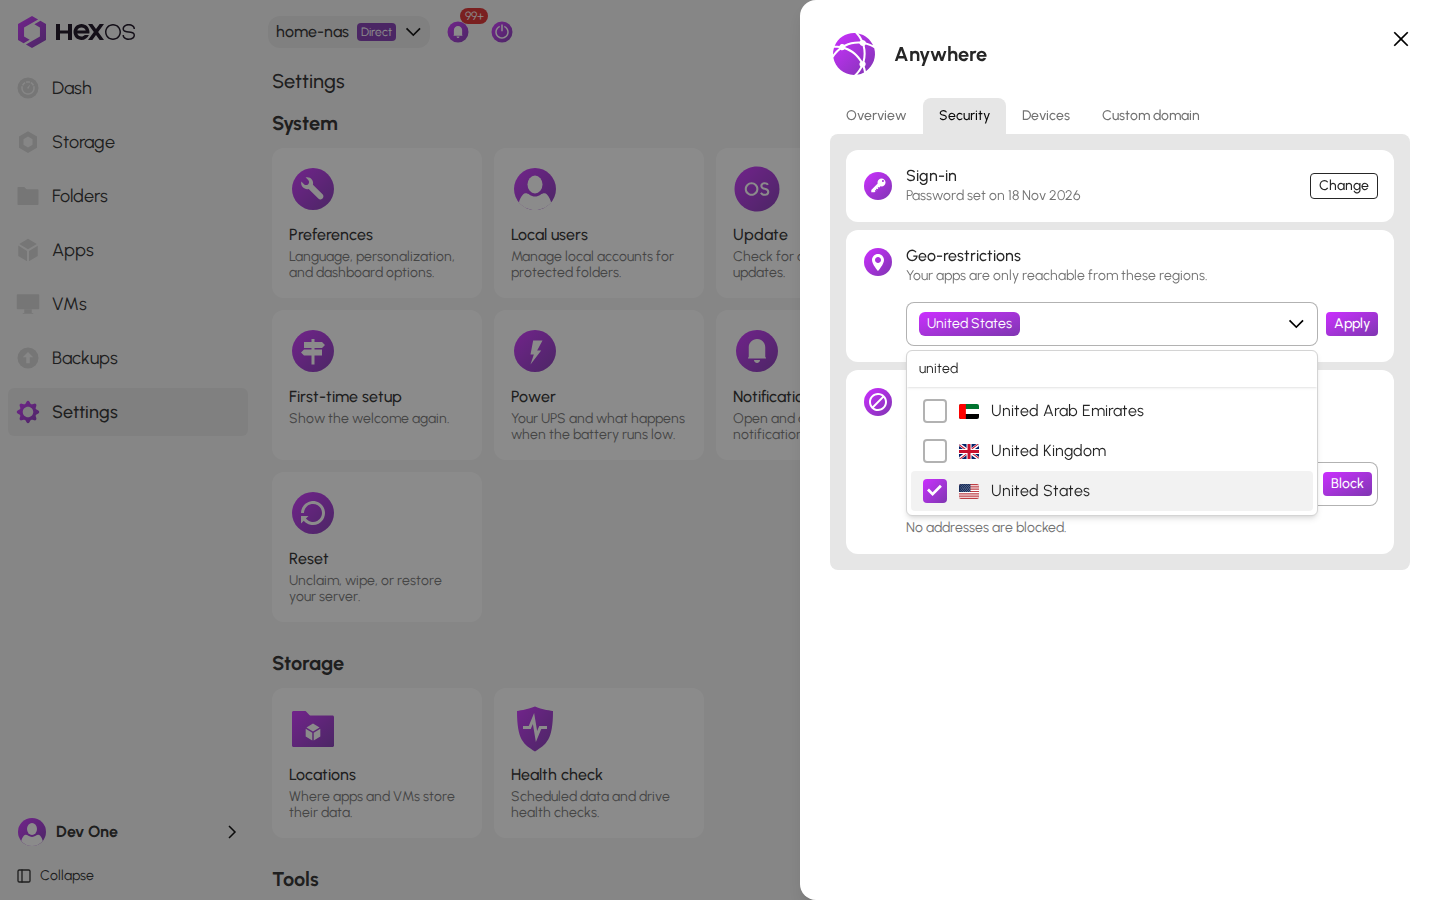 HexOS
home-nas Direct
99+
Dash
Storage
Folders
Apps
VMs
Backups
Settings
Dev One
Collapse
Settings
System
Preferences
Language, personalization,
and dashboard options.
Local users
Manage local accounts for
protected folders.
OS
Update
Check for
updates.
First-time setup
Show the welcome again.
Power
Your UPS and what happens
when the battery runs low.
Open and
notification
Reset
Unclaim, wipe, or restore
your server.
Storage
Locations
Where apps and VMs store
their data.
Health check
Scheduled data and drive
health checks.
Tools
Anywhere
Overview Security Devices Custom domain
Sign-in
Password set on 18 Nov 2026
Change
Geo-restrictions
Your apps are only reachable from these regions.
United States
Apply
united
United Arab Emirates
United Kingdom
United States
Block
No addresses are blocked.